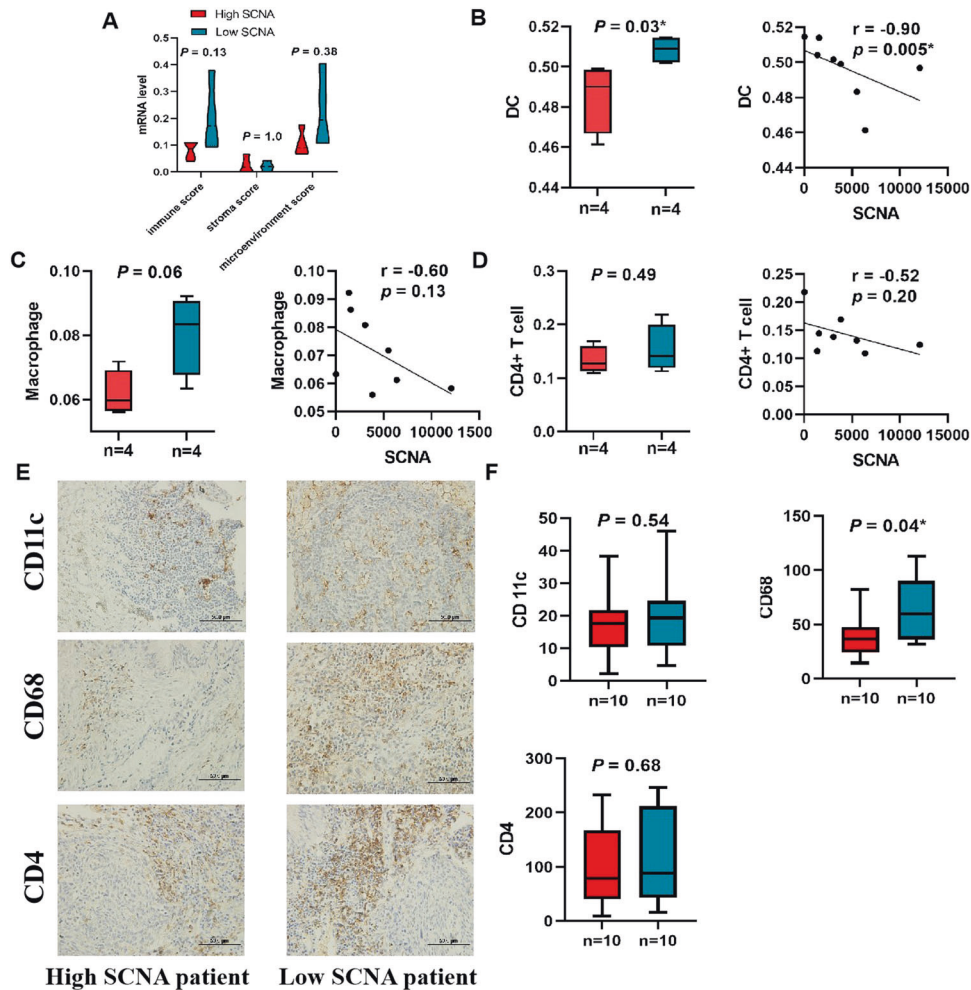 A
High SCNA
Low SCNA
mRNA level
0.5
0.4
0.3
0.2
0.1
0.0
P = 0.13
P = 1.0
P = 0.38
immune score
stroma score
microenvironment score
B
DC
0.52
0.50
0.48
0.46
0.44
P = 0.03*
n=4
n=4
DC
0.52
0.50
0.48
0.46
0.44
r = -0.90
p = 0.005*
0
5000
10000
15000
SCNA
C
Macrophage
0.10
0.08
0.06
P = 0.06
n=4
n=4
Macrophage
0.10
0.09
0.08
0.07
0.06
0.05
r = -0.60
p = 0.13
0
5000
10000
15000
SCNA
D
CD4+ T cell
0.3
0.2
0.1
0.0
P = 0.49
n=4
n=4
CD4+ T cell
0.25
0.20
0.15
0.10
0.05
0.00
r = -0.52
p = 0.20
0
5000
10000
15000
SCNA
E
CD11c
CD68
CD4
High SCNA patient
Low SCNA patient
F
CD 11c
50
40
30
20
10
0
P = 0.54
n=10
n=10
CD68
150
100
50
0
P = 0.04*
n=10
n=10
CD4
300
200
100
0
P = 0.68
n=10
n=10